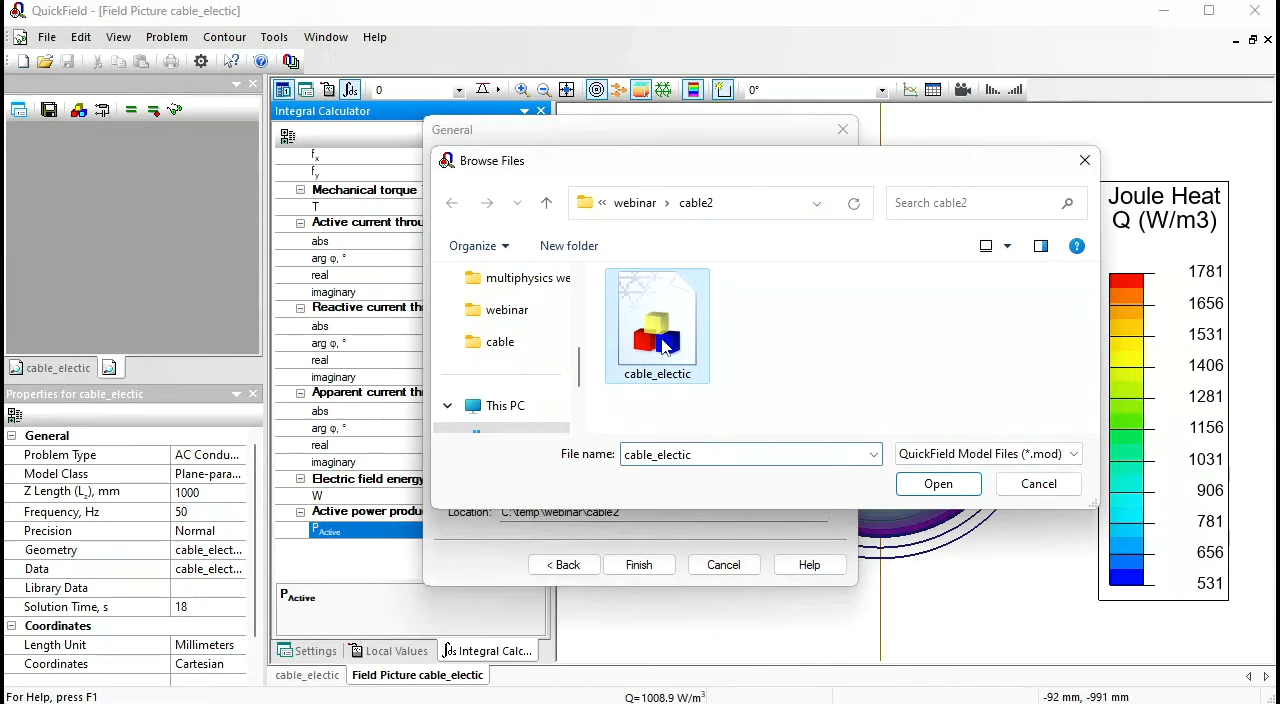 QuickField - [Field Picture cable_electic]
File Edit View Problem Contour Tools Window Help
0
0°
Integral Calculator
fx
fy
Mechanical torque
T
Active current throu
abs
arg φ, °
real
imaginary
Reactive current th
abs
arg φ, °
real
imaginary
Apparent current th
abs
arg φ, °
real
imaginary
Electric field energy
W
Active power produ
PActive
PActive
Settings
Local Values
Integral Calc...
cable_electic
Field Picture cable_electic
cable_electic
Properties for cable_electic
General
Problem Type AC Condu...
Model Class Plane-para...
Z Length (Lz), mm 1000
Frequency, Hz 50
Precision Normal
Geometry cable_elect...
Data cable_elect...
Library Data
Solution Time, s 18
Coordinates
Length Unit Millimeters
Coordinates Cartesian
General
Browse Files
« webinar › cable2
Search cable2
Organize
New folder
multiphysics we
webinar
cable
This PC
cable_electic
File name: cable_electic
QuickField Model Files (*.mod)
Open
Cancel
Location: C:\temp\webinar\cable2
< Back
Finish
Cancel
Help
Joule Heat
Q (W/m3)
1781
1656
1531
1406
1281
1156
1031
906
781
656
531
For Help, press F1
Q=1008.9 W/m³
-92 mm, -991 mm